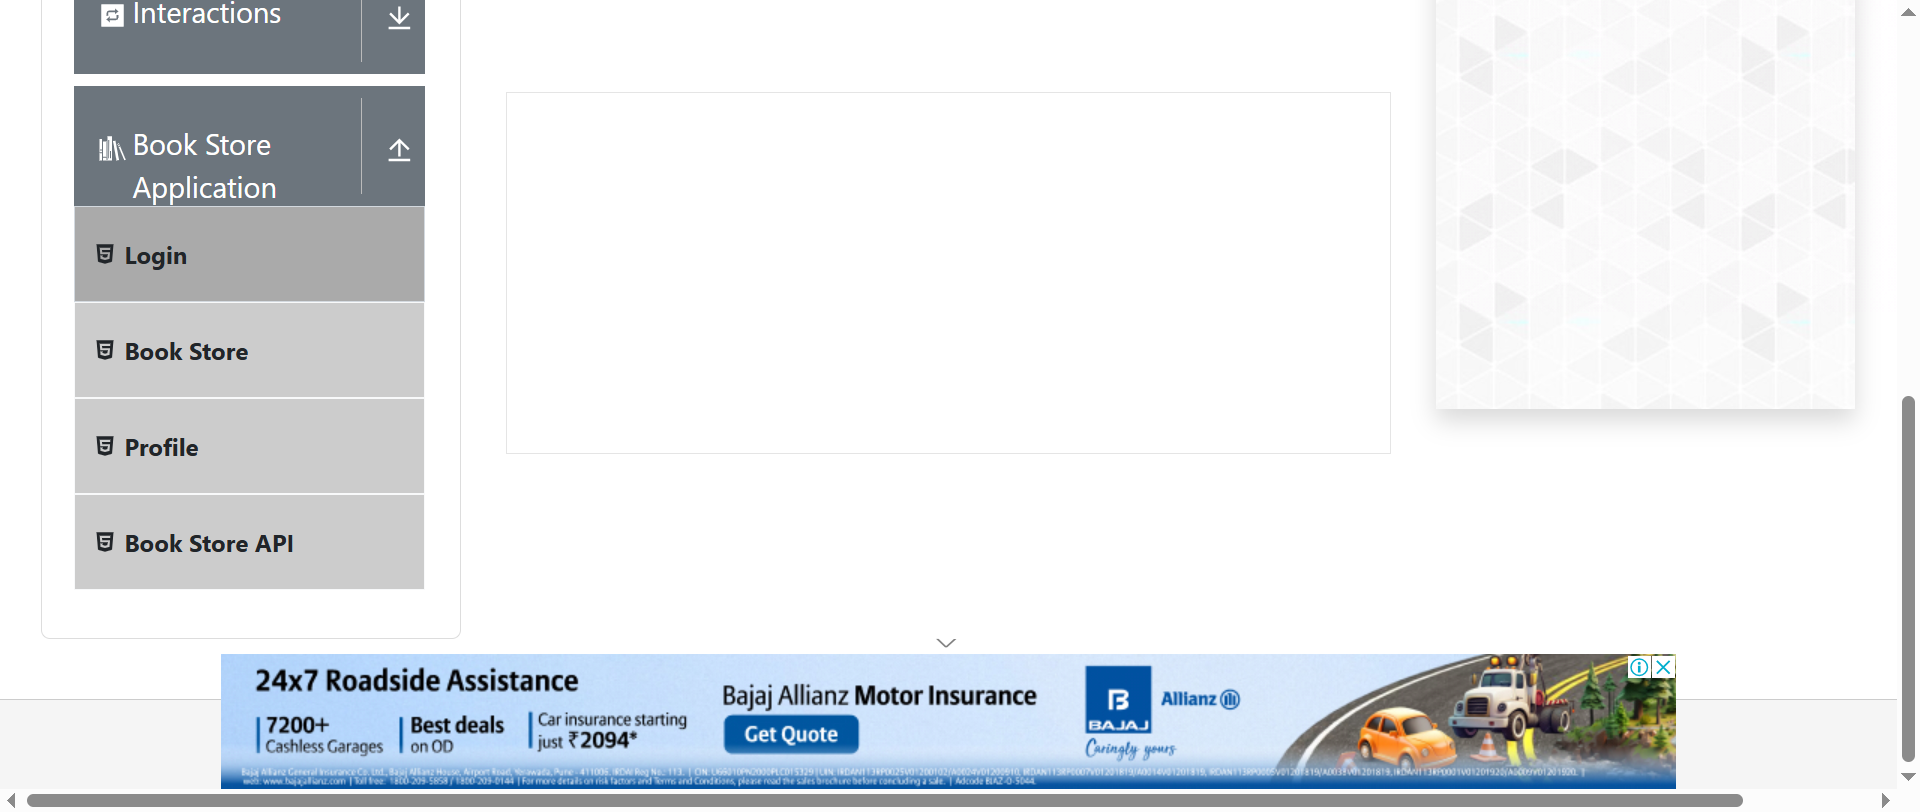 Interactions
Book Store
Application
Login
Book Store
Profile
Book Store API
24x7 Roadside Assistance
7200+
Cashless Garages
Best deals
on OD
Car insurance starting
just ₹2094*
Bajaj Allianz Motor Insurance
Get Quote
B
BAJAJ
Allianz
Caringly yours